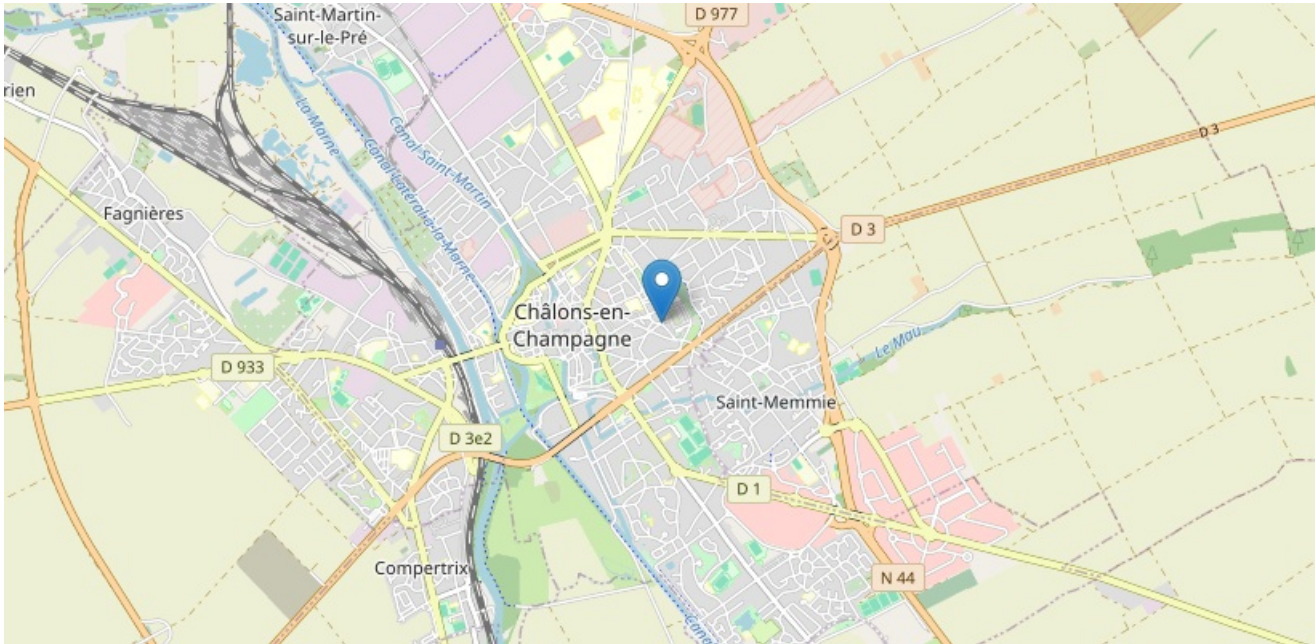 Saint-Martin-
sur-le-Pré
D 977
rien
La Marne
Canal Saint-Martin
Canal Latéral à la Marne
D 3
Fagnières
D 3
Châlons-en-
Champagne
Le Mau
D 933
Saint-Memmie
D 3e2
D 1
Compertrix
N 44
Cana